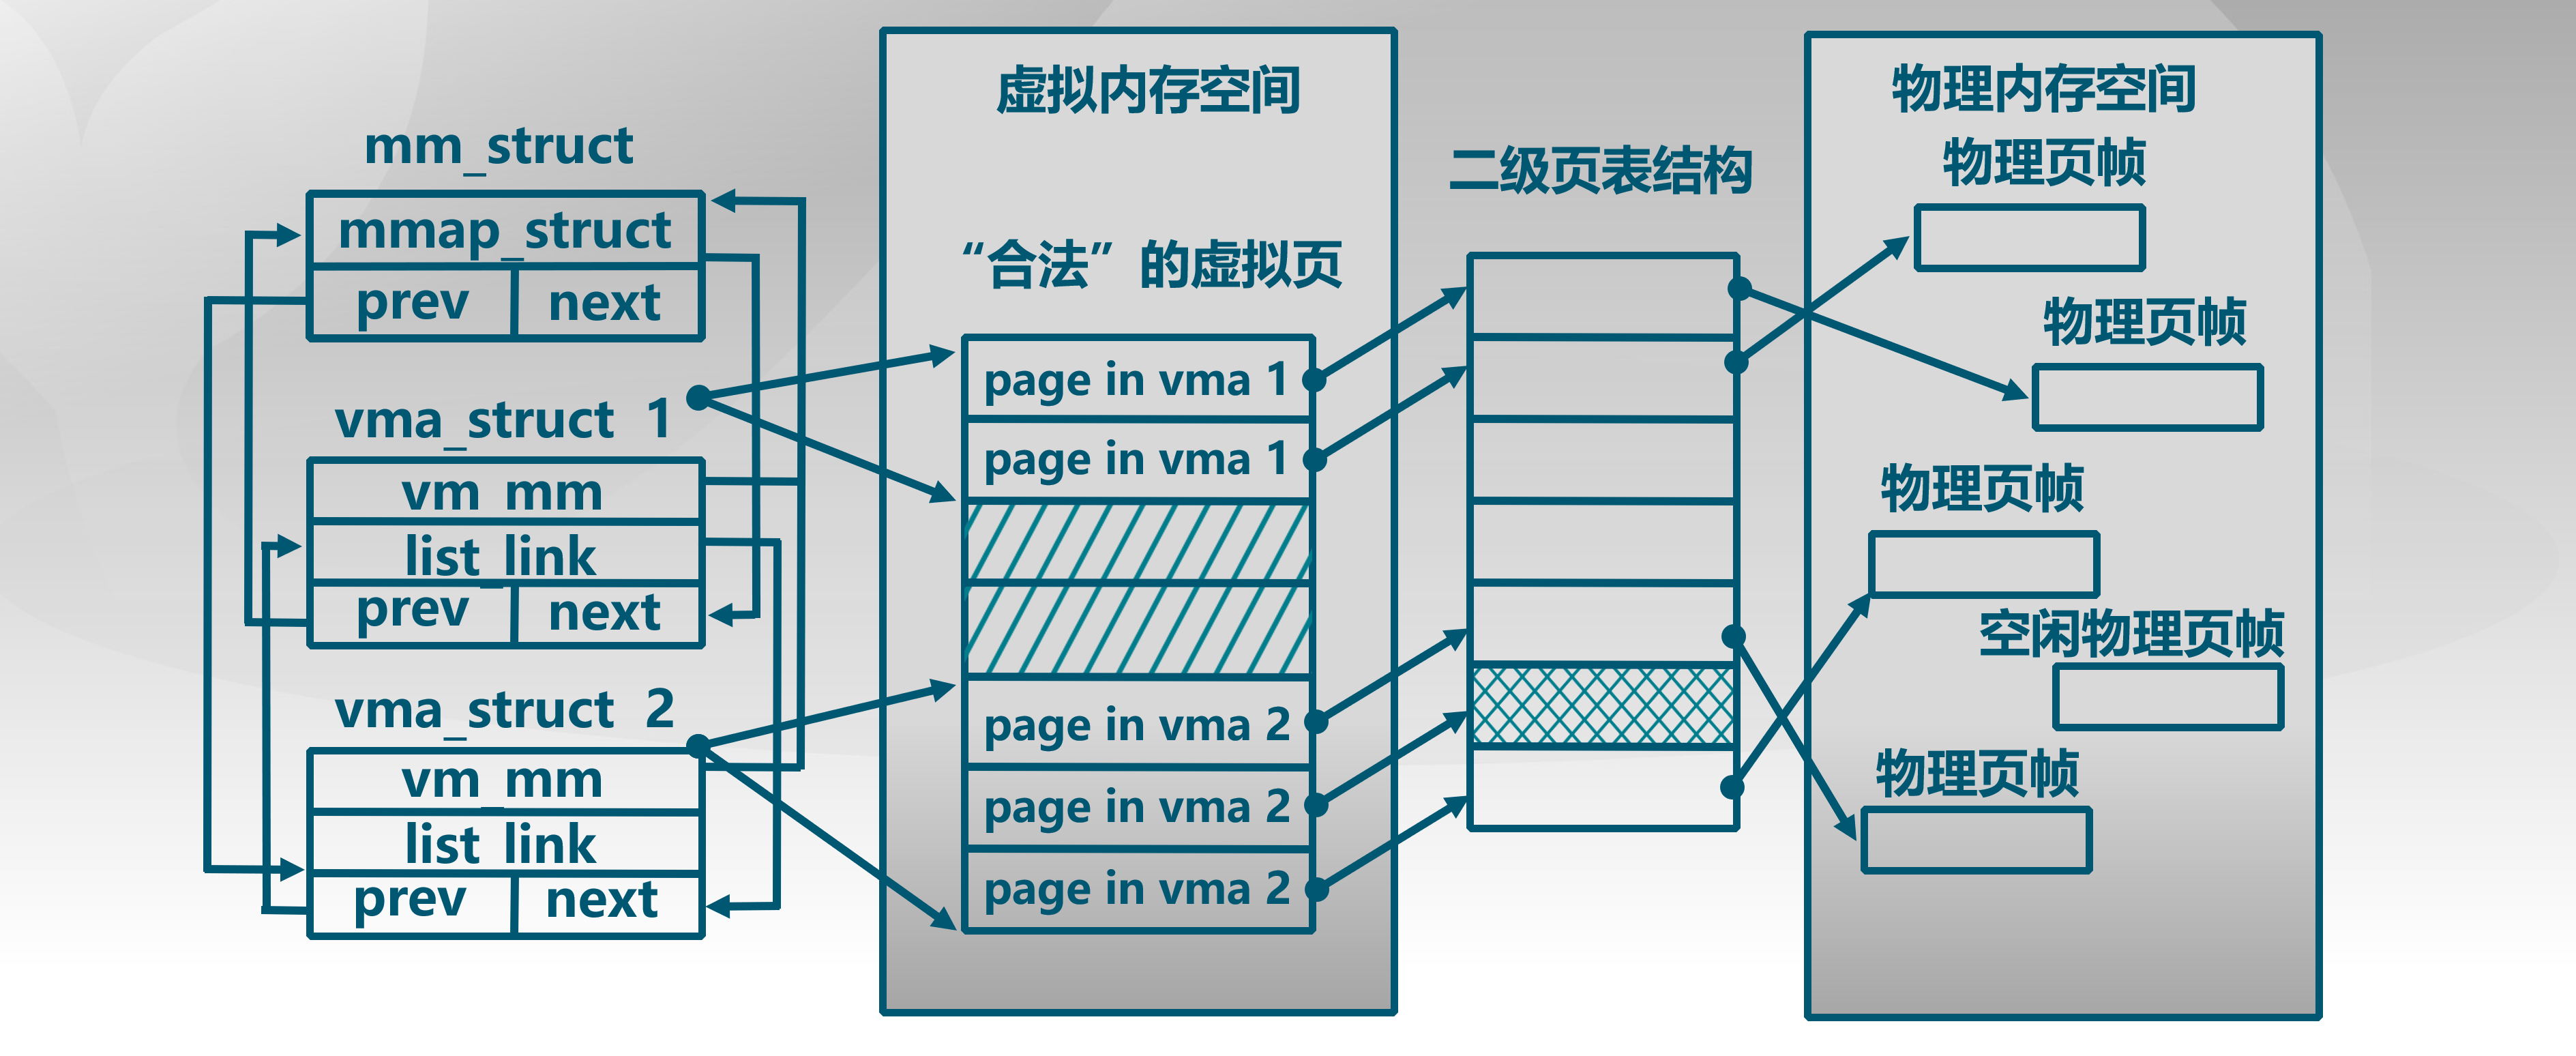 mm_struct
mmap_struct
prev next
vma_struct 1
vm_mm
list_link
prev next
vma_struct 2
vm_mm
list_link
prev next
虚拟内存空间
“合法”的虚拟页
page in vma 1
page in vma 1
page in vma 2
page in vma 2
page in vma 2
二级页表结构
物理内存空间
物理页帧
物理页帧
物理页帧
空闲物理页帧
物理页帧